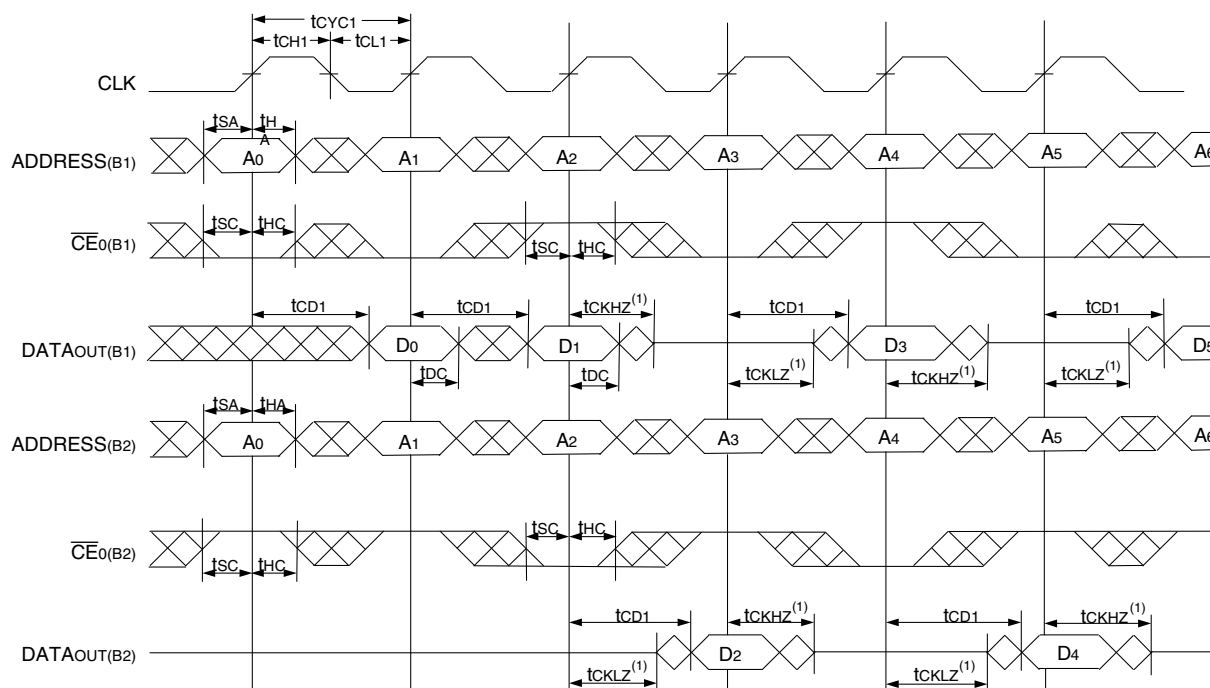 tCYC1
tCH1 tCL1
CLK
tSA tH
A
ADDRESS(B1) A0 A1 A2 A3 A4 A5 A6
tSC tHC
CE0(B1)
tSC tHC
tCD1 tCD1 tCKHZ(1) tCD1 tCD1
DATAOUT(B1) D0 D1 D3 D5
tDC tDC tCKLZ(1) tCKHZ(1) tCKLZ(1)
tSA tHA
ADDRESS(B2) A0 A1 A2 A3 A4 A5 A6
tSC tHC
CE0(B2)
tSC tHC
tCD1 tCKHZ(1) tCD1 tCKHZ(1)
DATAOUT(B2) D2 D4
tCKLZ(1) tCKLZ(1)